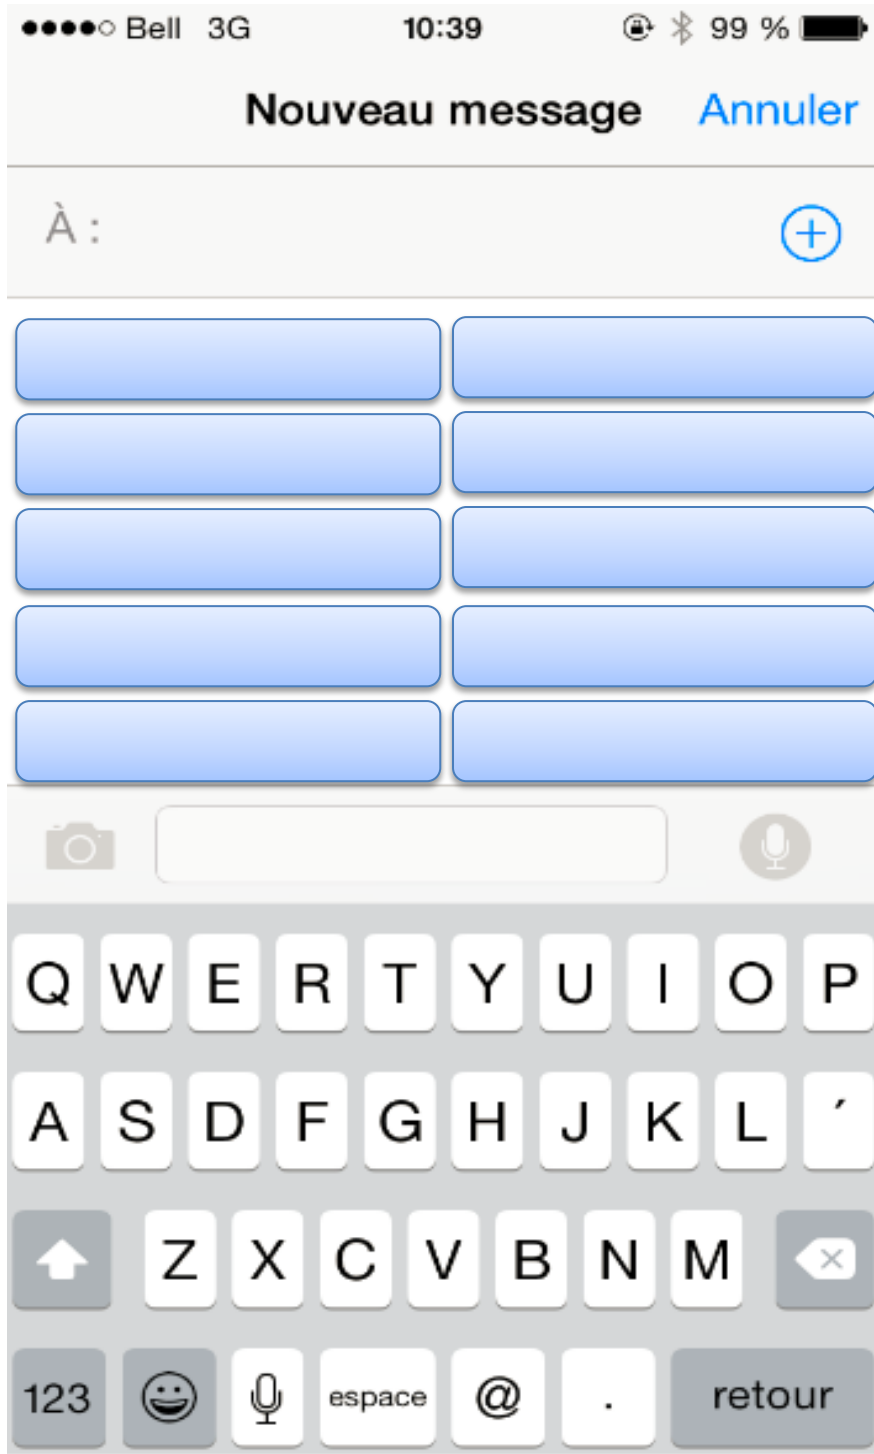 Bell 3G 10:39 99 %
Nouveau message Annuler
À :
Q W E R T Y U I O P
A S D F G H J K L ´
Z X C V B N M
123 espace @ . retour